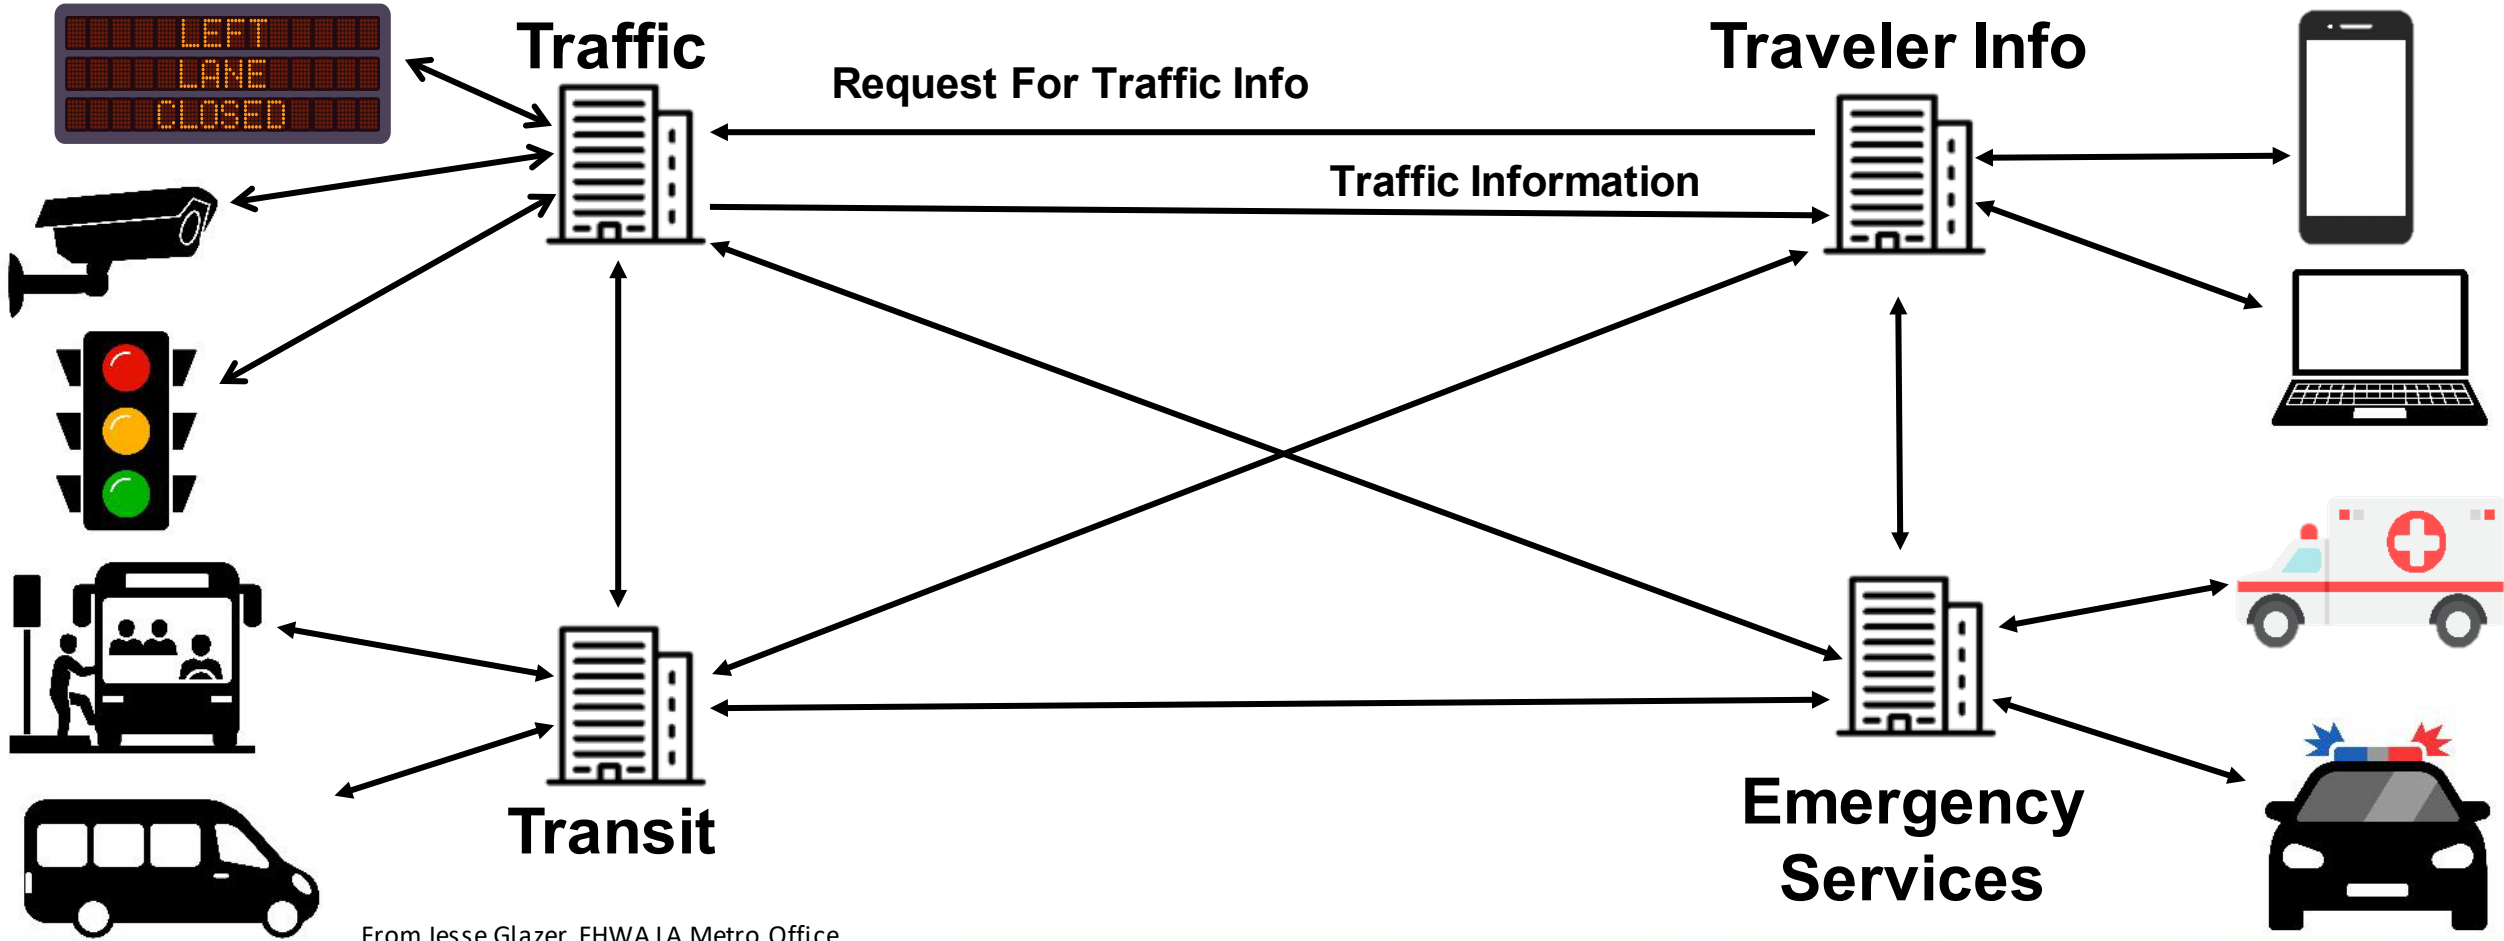 LEFT
LANE
CLOSED
Traffic
Traveler Info
Request For Traffic Info
Traffic Information
Transit
Emergency
Services
From Jesse Glazer, FHWA LA Metro Office